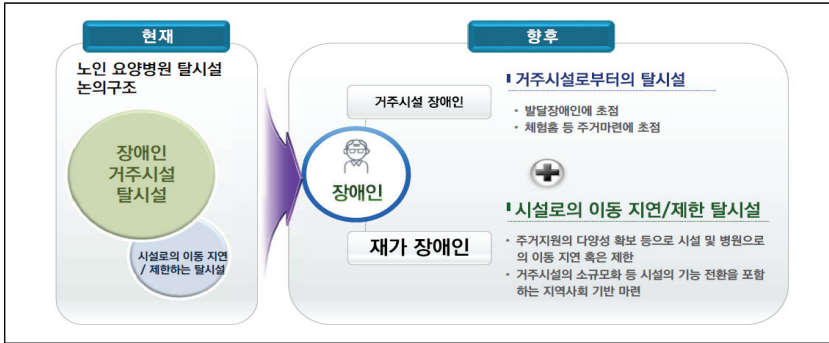 현재
노인 요양병원 탈시설
논의구조
장애인
거주시설
탈시설
시설로의 이동 지연
/ 제한하는 탈시설
향후
거주시설 장애인
장애인
재가 장애인
거주시설로부터의 탈시설
• 발달장애인에 초점
• 체험홈 등 주거마련에 초점
시설로의 이동 지연/제한 탈시설
• 주거지원의 다양성 확보 등으로 시설 및 병원으로
의 이동 지연 혹은 제한
• 거주시설의 소규모화 등 시설의 기능 전환을 포함
하는 지역사회 기반 마련